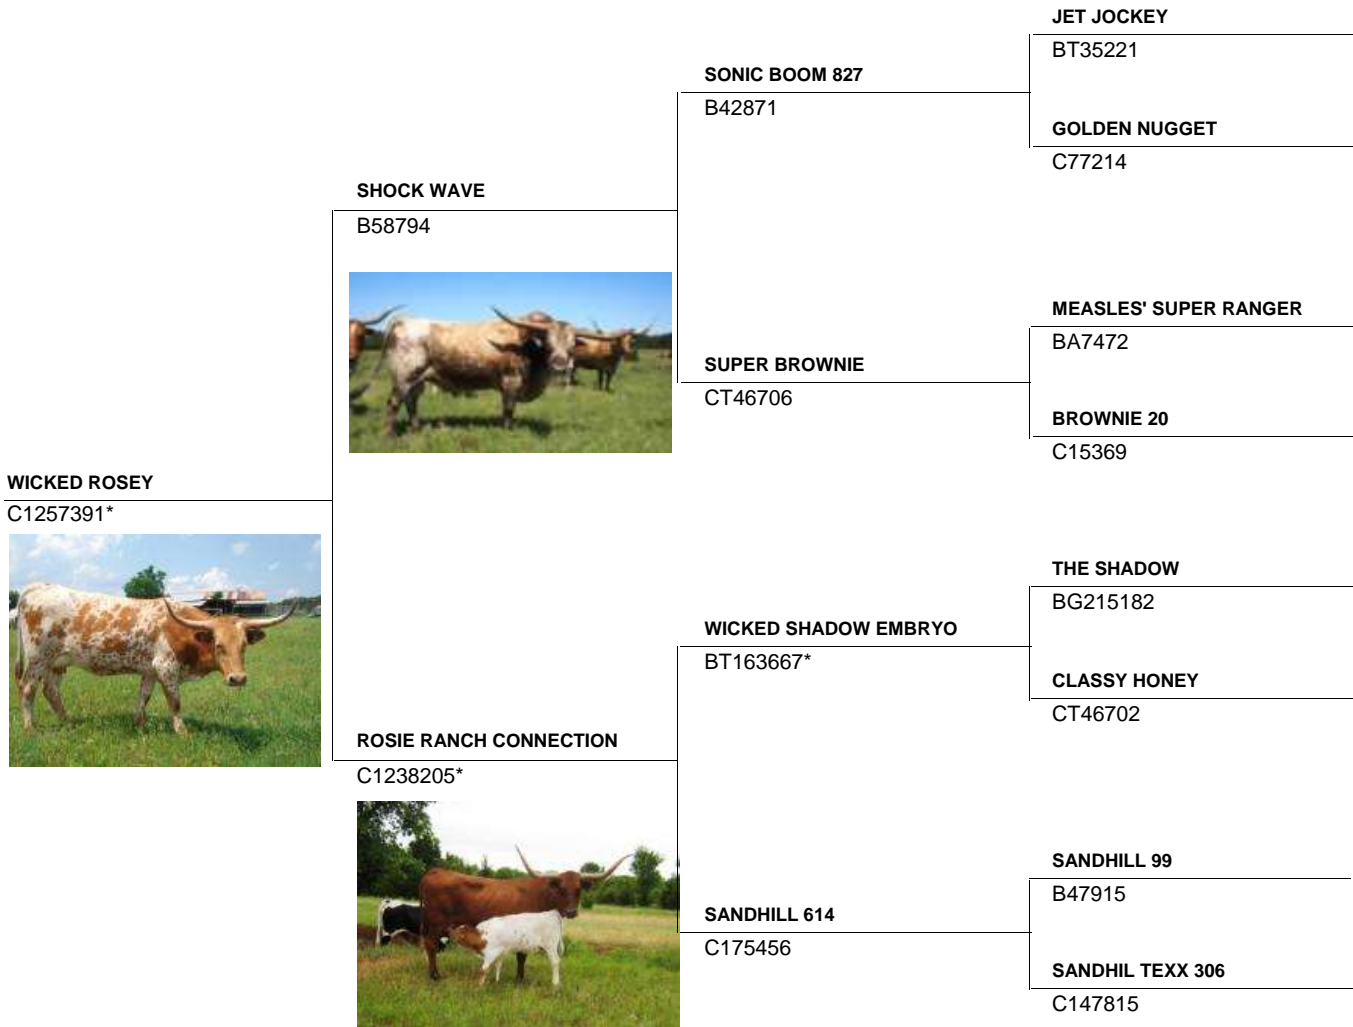 JET JOCKEY
BT35221
SONIC BOOM 827
B42871
GOLDEN NUGGET
C77214
SHOCK WAVE
B58794
MEASLES' SUPER RANGER
BA7472
SUPER BROWNIE
CT46706
BROWNIE 20
C15369
WICKED ROSEY
C1257391*
THE SHADOW
BG215182
WICKED SHADOW EMBRYO
BT163667*
CLASSY HONEY
CT46702
ROSIE RANCH CONNECTION
C1238205*
SANDHILL 99
B47915
SANDHILL 614
C175456
SANDHIL TEXX 306
C147815